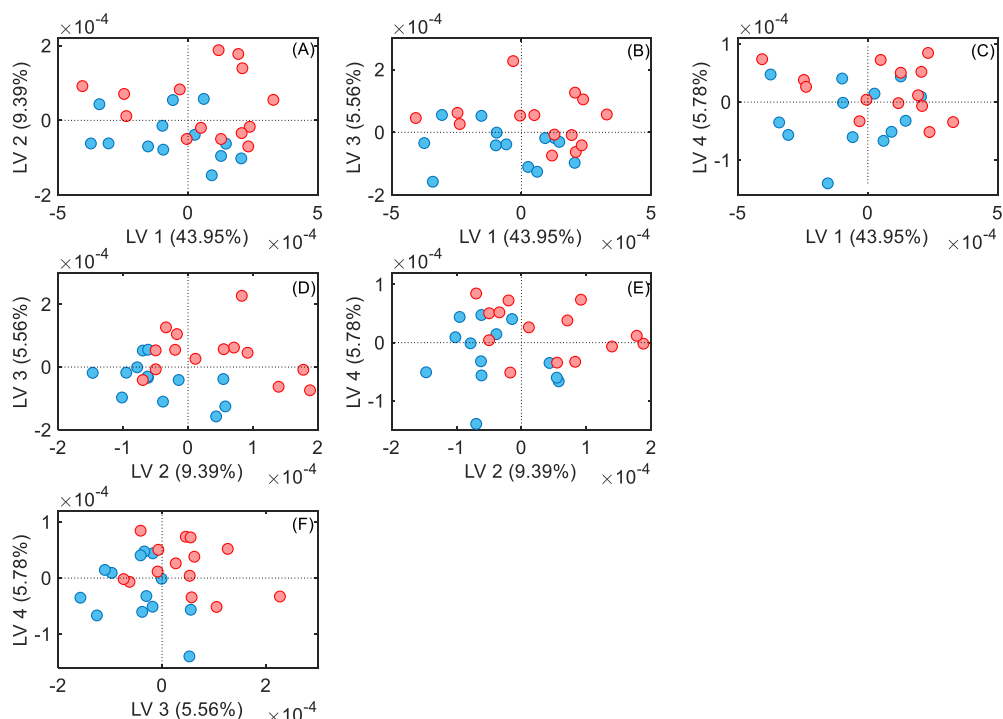 ×10-4 ×10-4 ×10-4
(A) (B) (C)
2 2 1
LV 2 (9.39%) LV 3 (5.56%) LV 4 (5.78%)
0 0 0
-2 -2 -1
-5 0 5 -5 0 5 -5 0 5
LV 1 (43.95%) LV 1 (43.95%) LV 1 (43.95%)
×10-4 ×10-4 ×10-4
×10-4 ×10-4
(D) (E)
2 1
LV 3 (5.56%) LV 4 (5.78%)
0 0
-2 -1
-2 -1 0 1 2 -2 -1 0 1 2
LV 2 (9.39%) LV 2 (9.39%)
×10-4 ×10-4
×10-4
(F)
1
LV 4 (5.78%)
0
-1
-2 0 2
LV 3 (5.56%)
×10-4